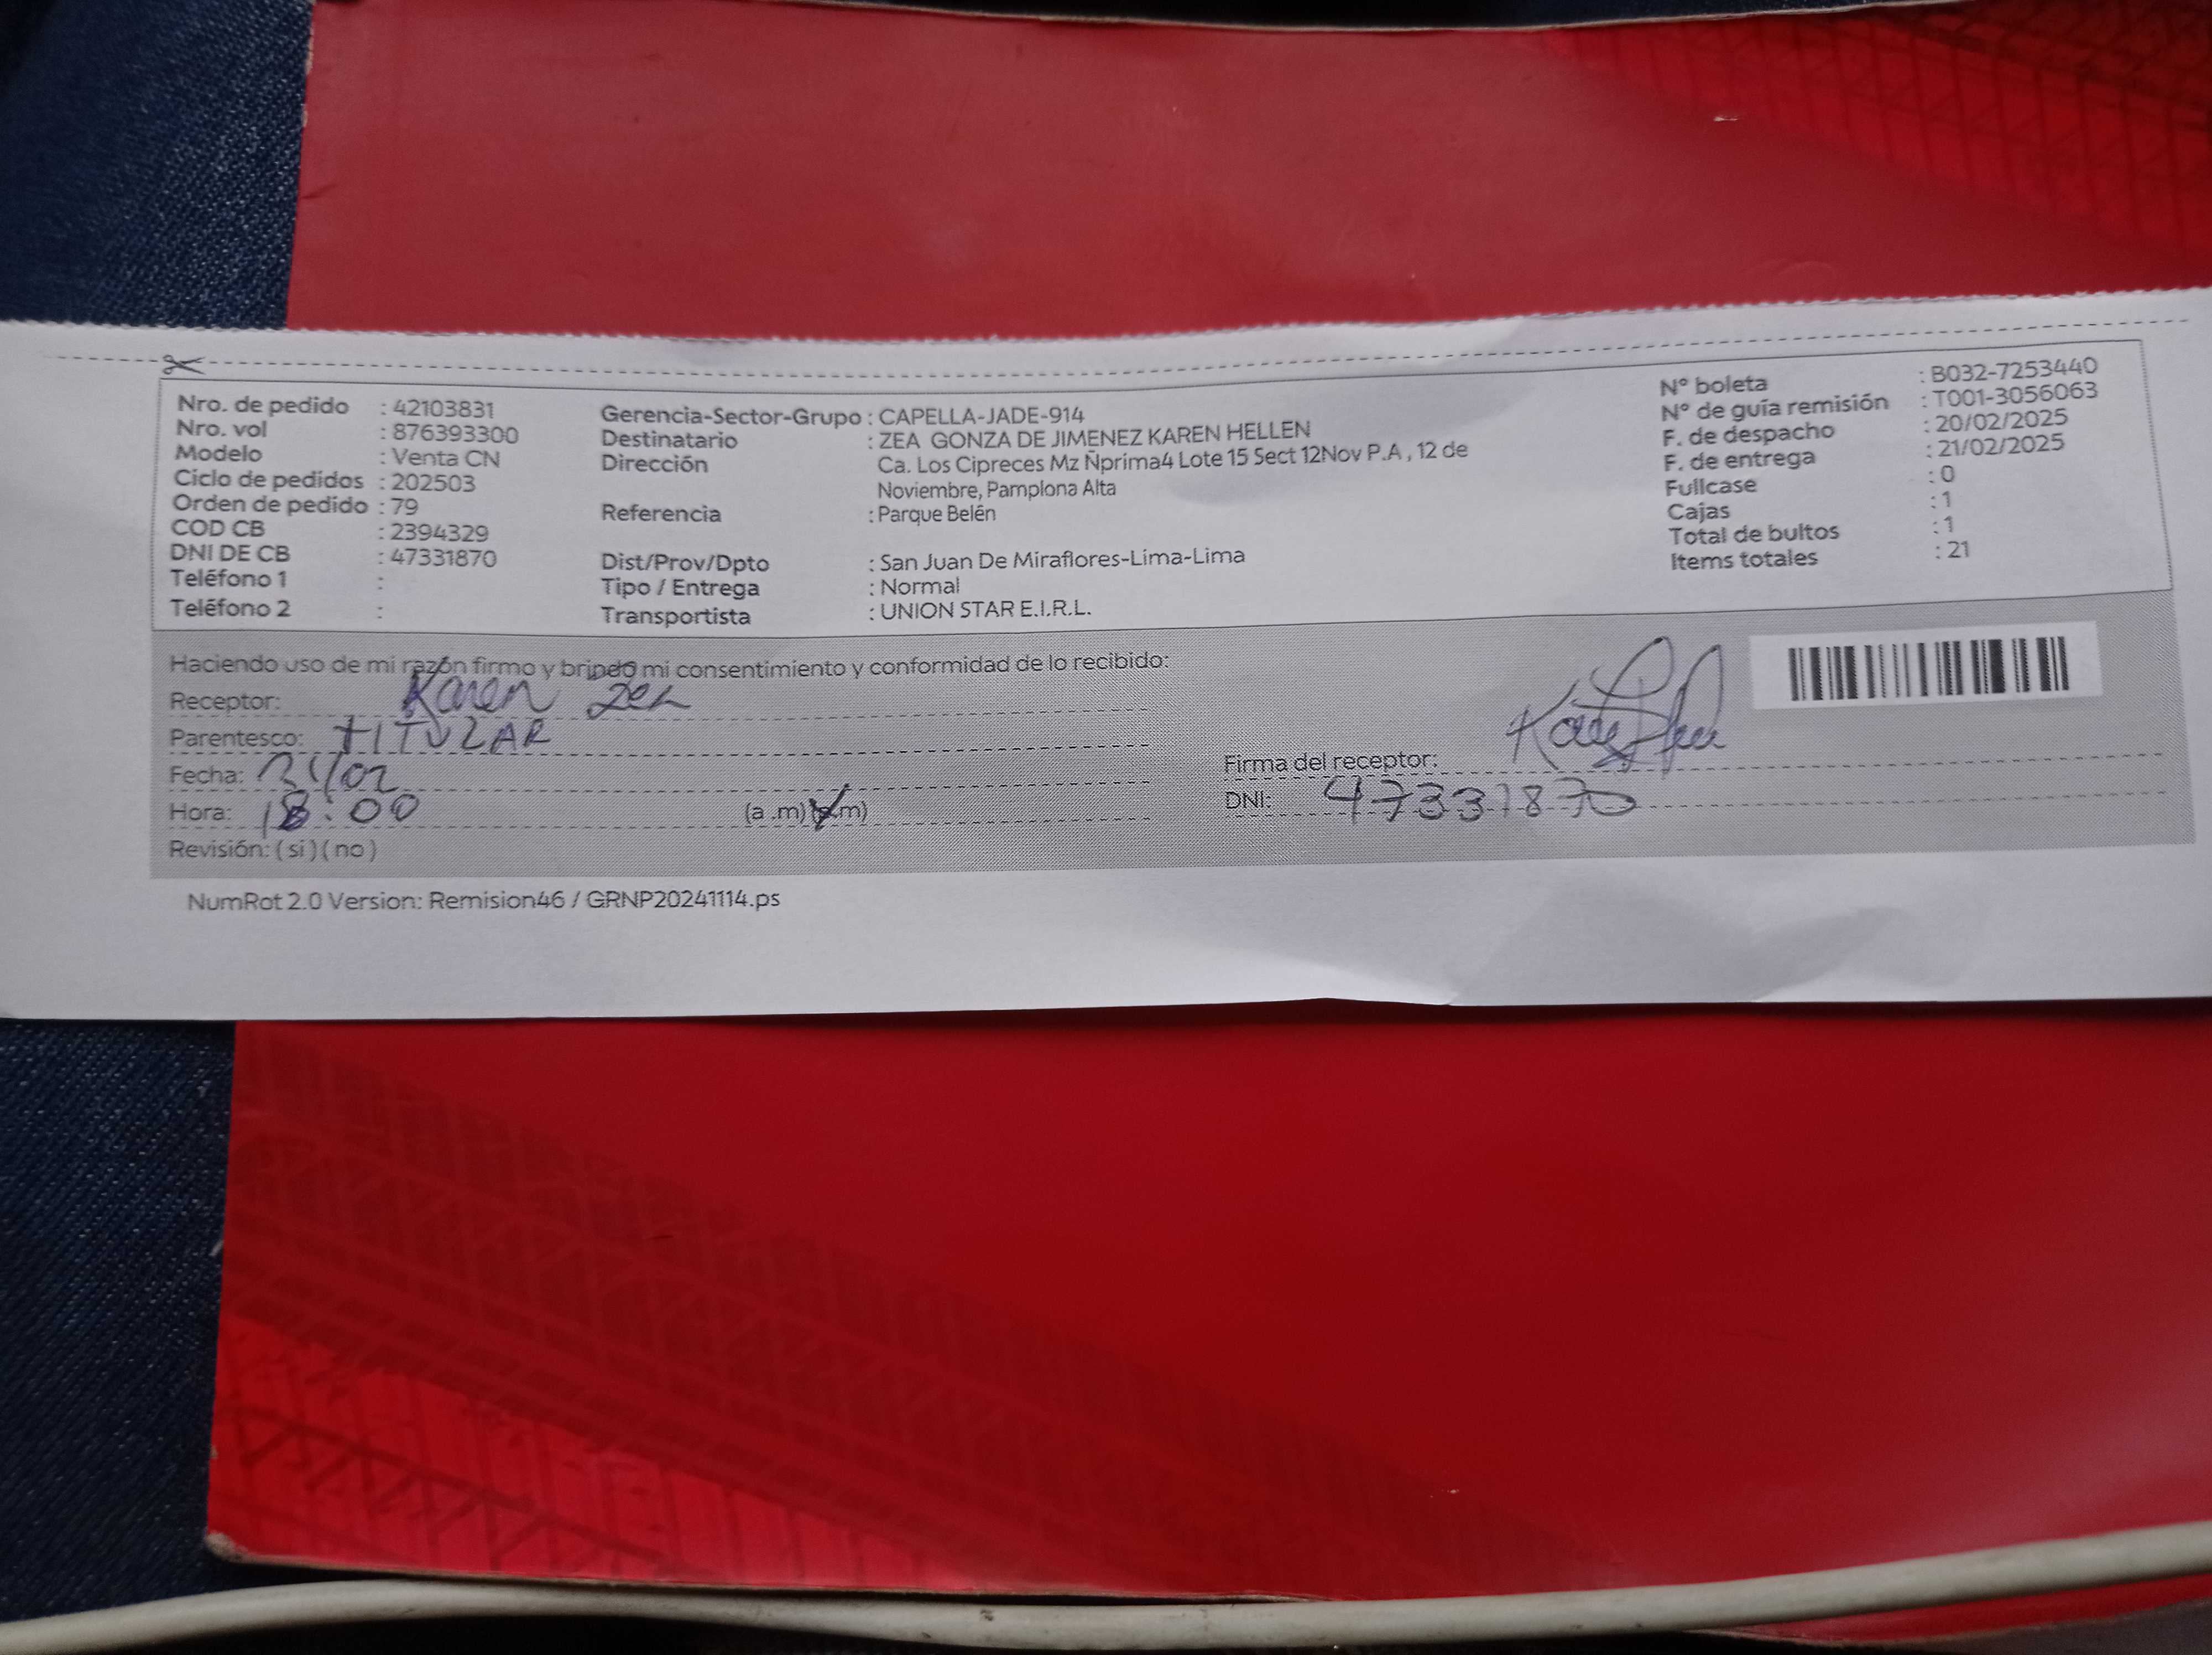 Nro. de pedido : 42103831
Nro. vol : 876393300
Modelo : Venta CN
Ciclo de pedidos : 202503
Orden de pedido : 79
COD CB : 2394329
DNI DE CB : 47331870
Teléfono 1 :
Teléfono 2 :
Gerencia-Sector-Grupo : CAPELLA-JADE-914
Destinatario : ZEA GONZA DE JIMENEZ KAREN HELLEN
Dirección : Ca. Los Cipreces Mz Ñprima4 Lote 15 Sect 12Nov P.A , 12 de
Noviembre, Pamplona Alta
Referencia : Parque Belén
Dist/Prov/Dpto : San Juan De Miraflores-Lima-Lima
Tipo / Entrega : Normal
Transportista : UNION STAR E.I.R.L.
N° boleta : B032-7253440
N° de guía remisión : T001-3056063
F. de despacho : 20/02/2025
F. de entrega : 21/02/2025
Fullcase : 0
Cajas : 1
Total de bultos : 1
Items totales : 21
Haciendo uso de mi razón firmo y brindo mi consentimiento y conformidad de lo recibido:
Receptor: Karen Zea
Parentesco: TITULAR
Fecha: 21/02
Hora: 18:00 (a .m) (p.m)
Revisión: ( si ) ( no )
Firma del receptor:
DNI: 47331870
NumRot 2.0 Version: Remision46 / GRNP20241114.ps